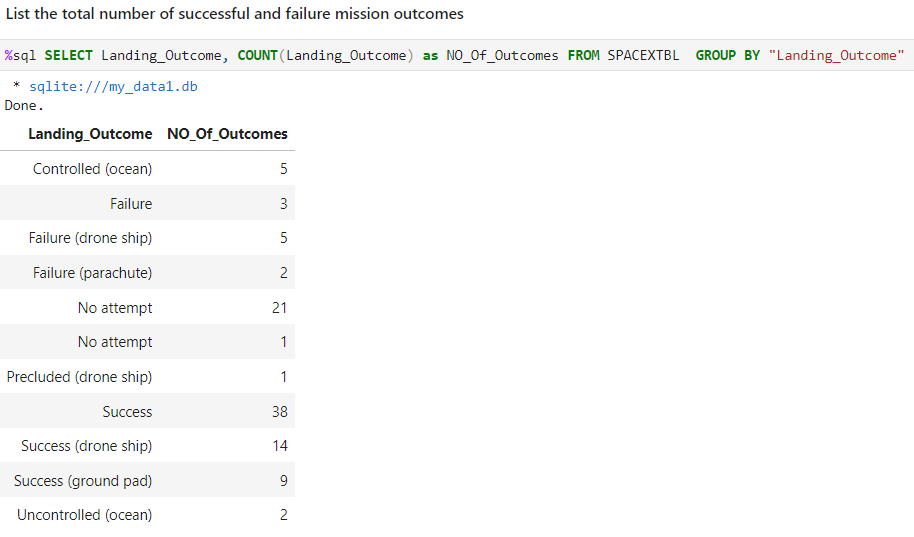 List the total number of successful and failure mission outcomes
%sql SELECT Landing_Outcome, COUNT(Landing_Outcome) as NO_Of_Outcomes FROM SPACEXTBL  GROUP BY "Landing_Outcome"
* sqlite:///my_data1.db
Done.
Landing_Outcome NO_Of_Outcomes
Controlled (ocean) 5
Failure 3
Failure (drone ship) 5
Failure (parachute) 2
No attempt 21
No attempt 1
Precluded (drone ship) 1
Success 38
Success (drone ship) 14
Success (ground pad) 9
Uncontrolled (ocean) 2